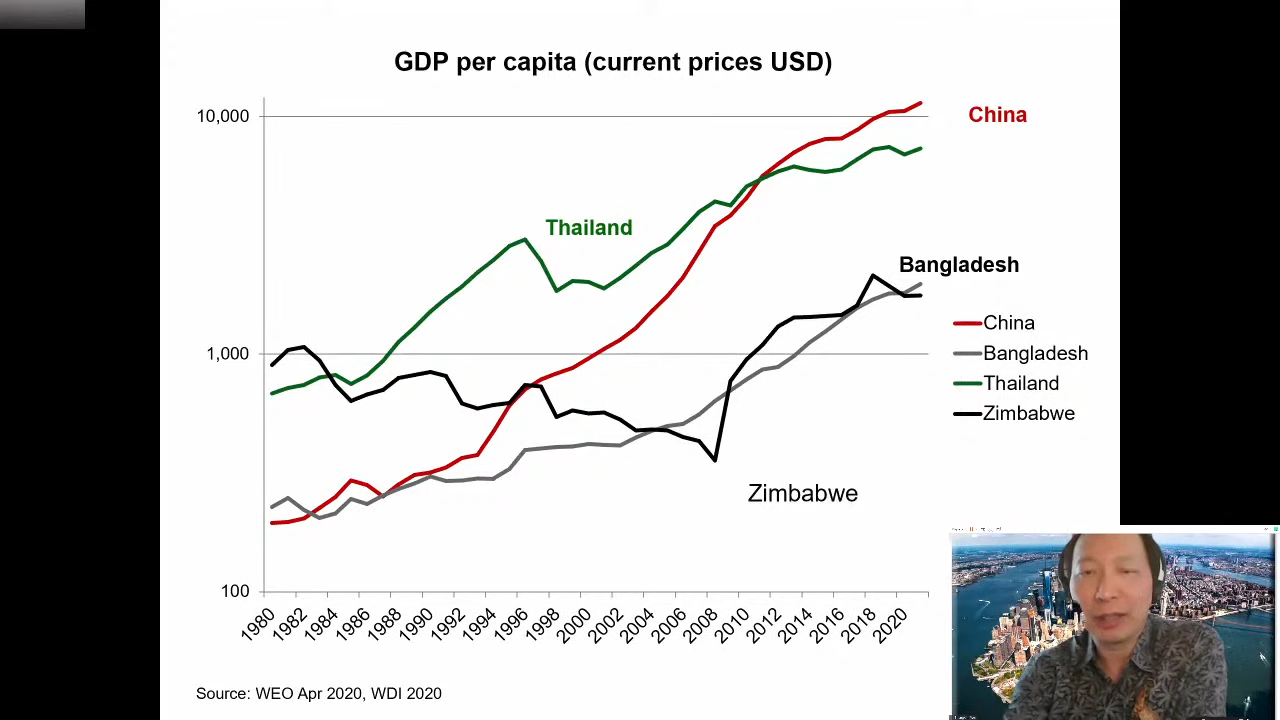 GDP per capita (current prices USD)
10,000
1,000
100
China
Thailand
Bangladesh
China
Bangladesh
Thailand
Zimbabwe
Zimbabwe
1980
1982
1984
1986
1988
1990
1992
1994
1996
1998
2000
2002
2004
2006
2008
2010
2012
2014
2016
2018
2020
Source: WEO Apr 2020, WDI 2020